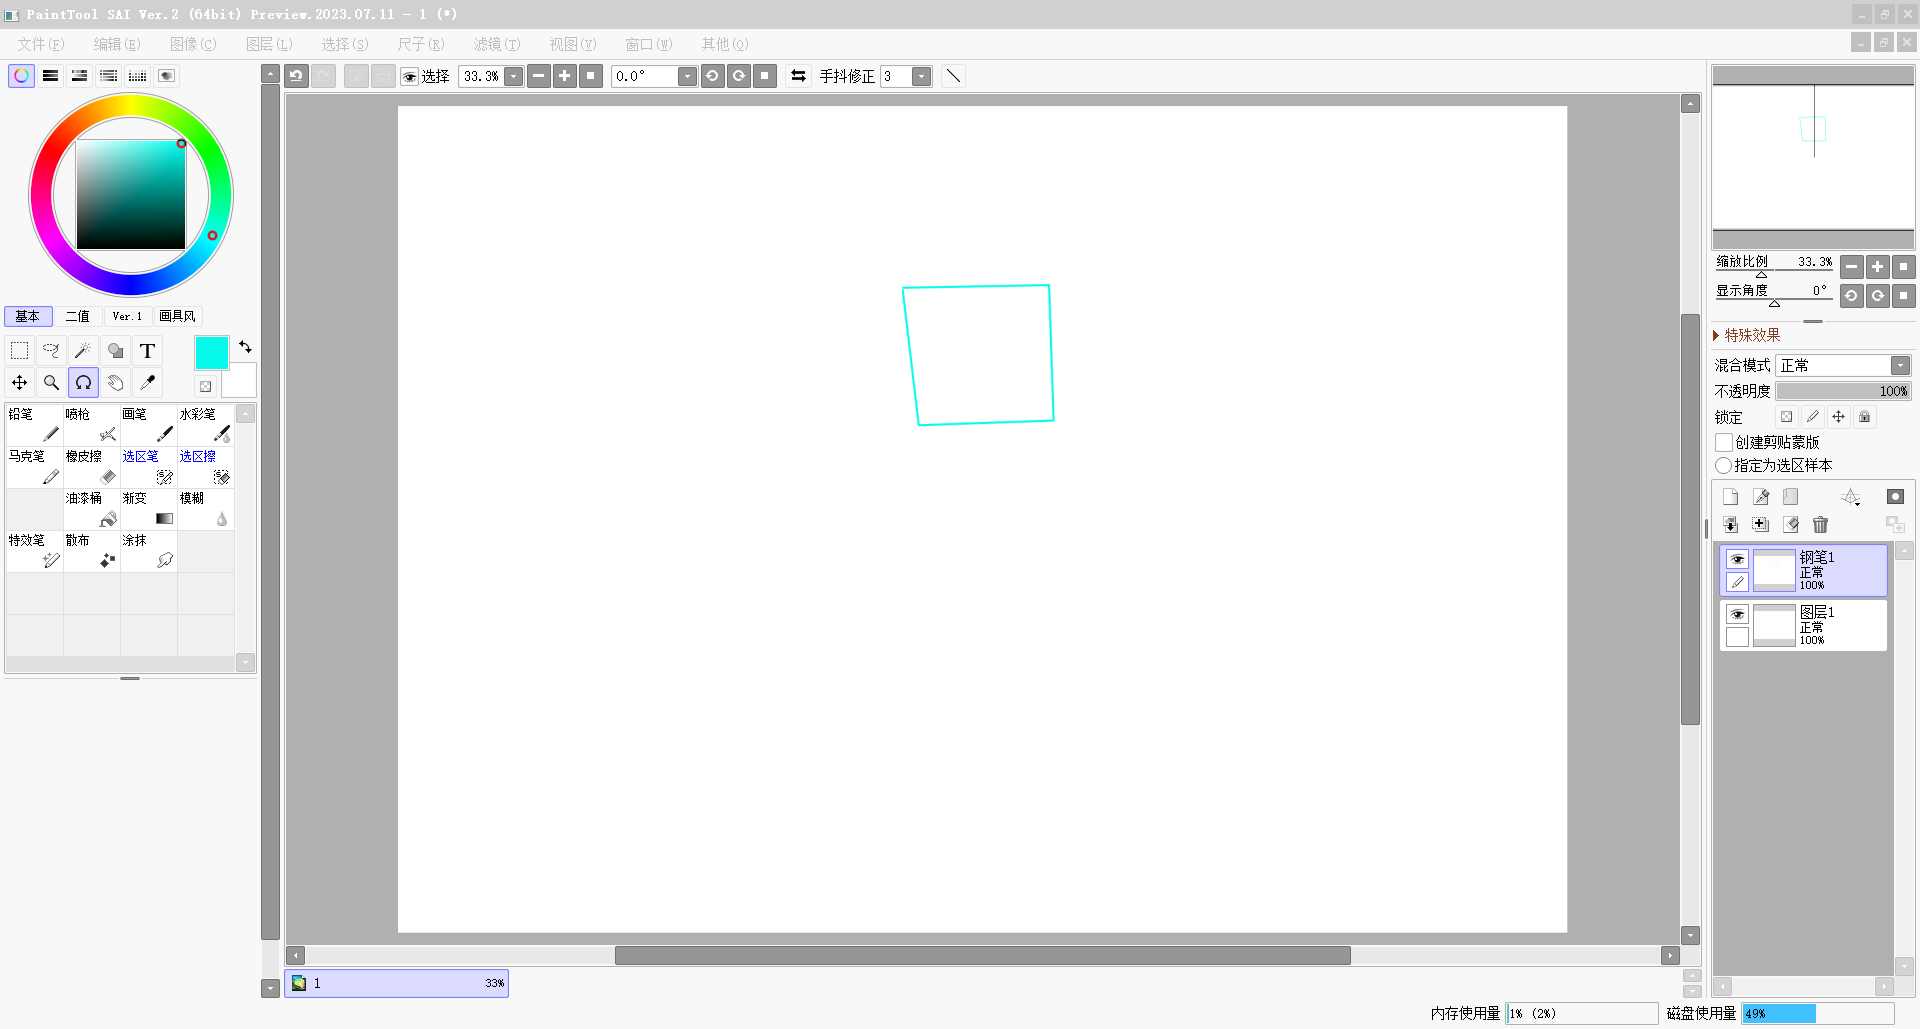 PaintTool SAI Ver.2 (64bit) Preview.2023.07.11 - 1 (*)
文件(F) 编辑(E) 图像(C) 图层(L) 选择(S) 尺子(R) 滤镜(T) 视图(V) 窗口(W) 其他(O)
选择 33.3% 0.0° 手抖修正 3
缩放比例 33.3%
显示角度 0°
特殊效果
混合模式 正常
不透明度 100%
锁定
创建剪贴蒙版
指定为选区样本
基本 二值 Ver.1 画具风
T
铅笔 喷枪 画笔 水彩笔
马克笔 橡皮擦 选区笔 选区擦
油漆桶 渐变 模糊
特效笔 散布 涂抹
钢笔1
正常
100%
图层1
正常
100%
1 33%
内存使用量 1% (2%) 磁盘使用量 49%